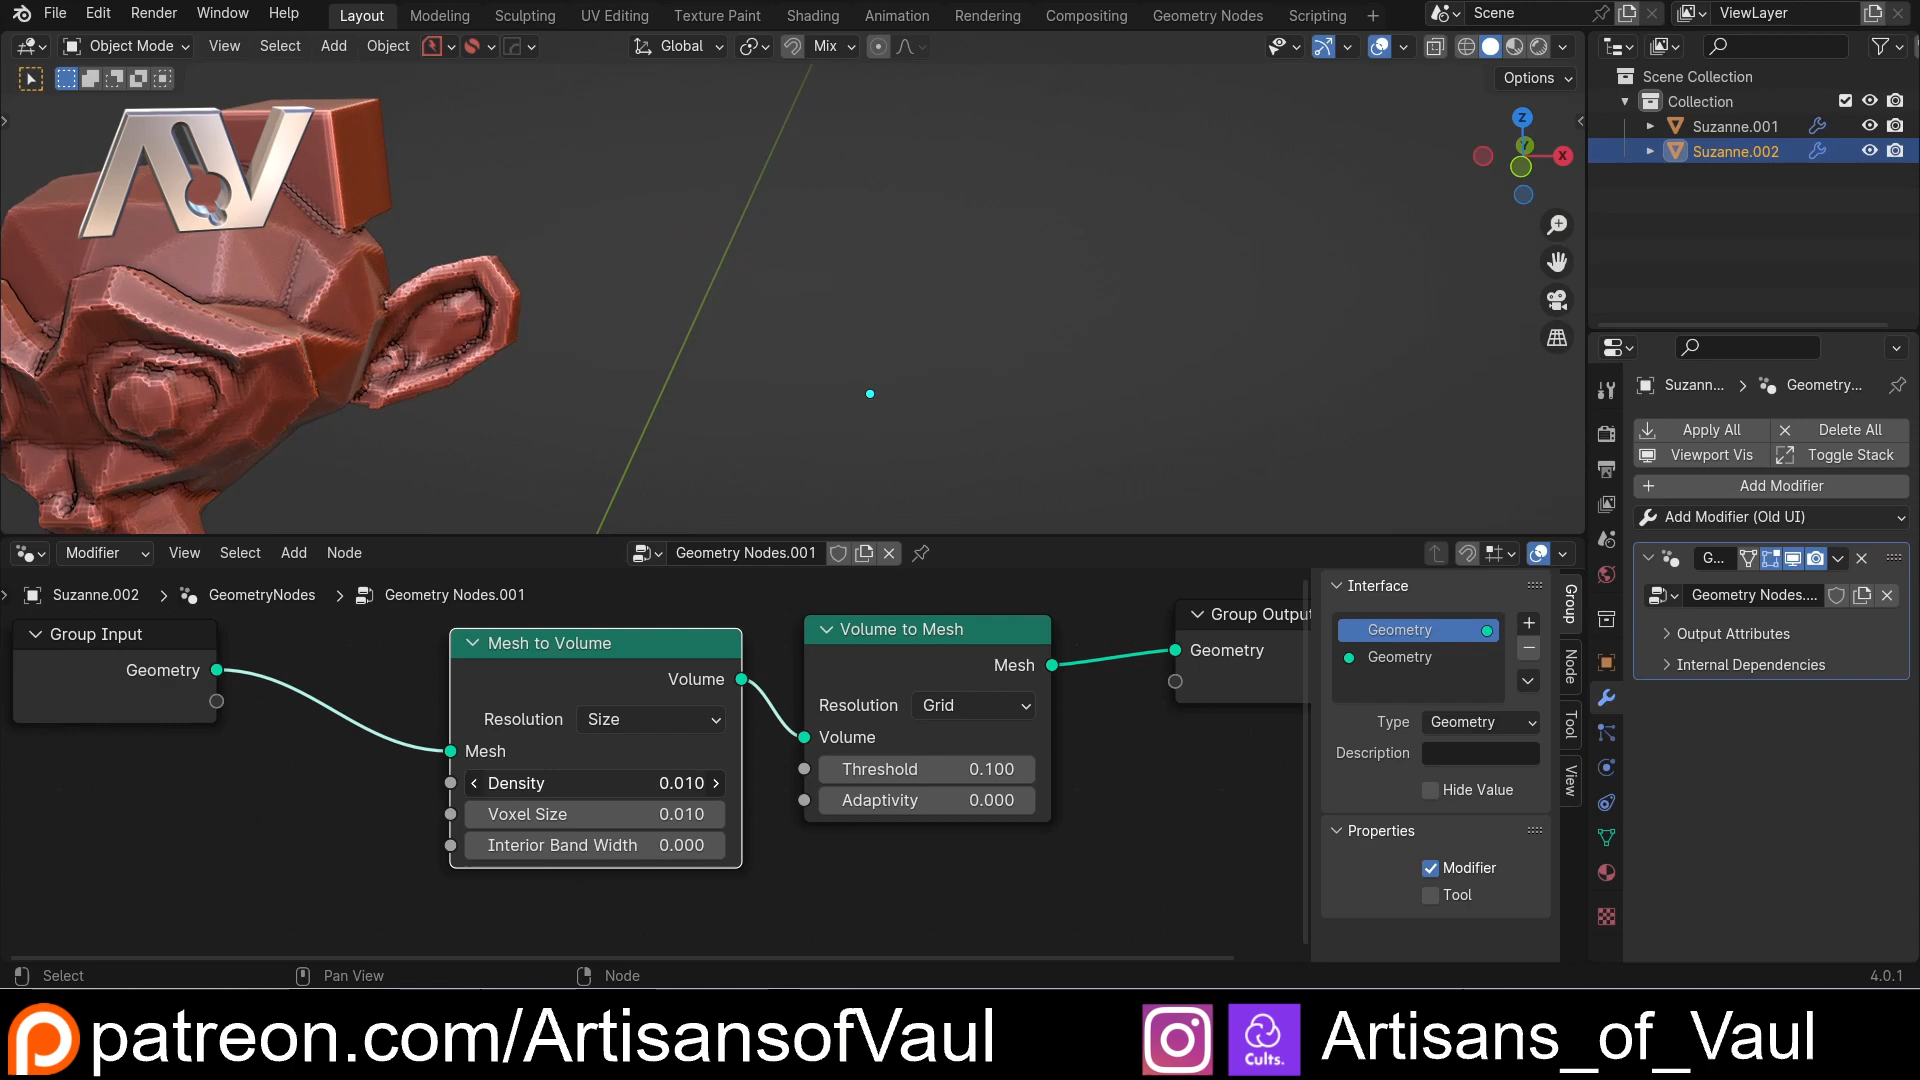 File Edit Render Window Help Layout Modeling Sculpting UV Editing Texture Paint Shading Animation Rendering Compositing Geometry Nodes Scripting + Scene ViewLayer
Object Mode View Select Add Object Global Mix
Options
Scene Collection
Collection
Suzanne.001
Suzanne.002
Z
Y
X
AV
Suzann... > Geometry...
Apply All Delete All
Viewport Vis Toggle Stack
Add Modifier
Add Modifier (Old UI)
G...
Geometry Nodes....
Output Attributes
Internal Dependencies
Modifier View Select Add Node Geometry Nodes.001
Suzanne.002 > GeometryNodes > Geometry Nodes.001
Group Input
Geometry
Mesh to Volume
Volume
Resolution Size
Mesh
Density 0.010
Voxel Size 0.010
Interior Band Width 0.000
Volume to Mesh
Mesh
Resolution Grid
Volume
Threshold 0.100
Adaptivity 0.000
Group Output
Geometry
Interface
Geometry
Geometry
Type Geometry
Description
Hide Value
Properties
Modifier
Tool
Group
Node
Tool
View
Select Pan View Node 4.0.1
patreon.com/ArtisansofVaul
Cults.
Artisans_of_Vaul